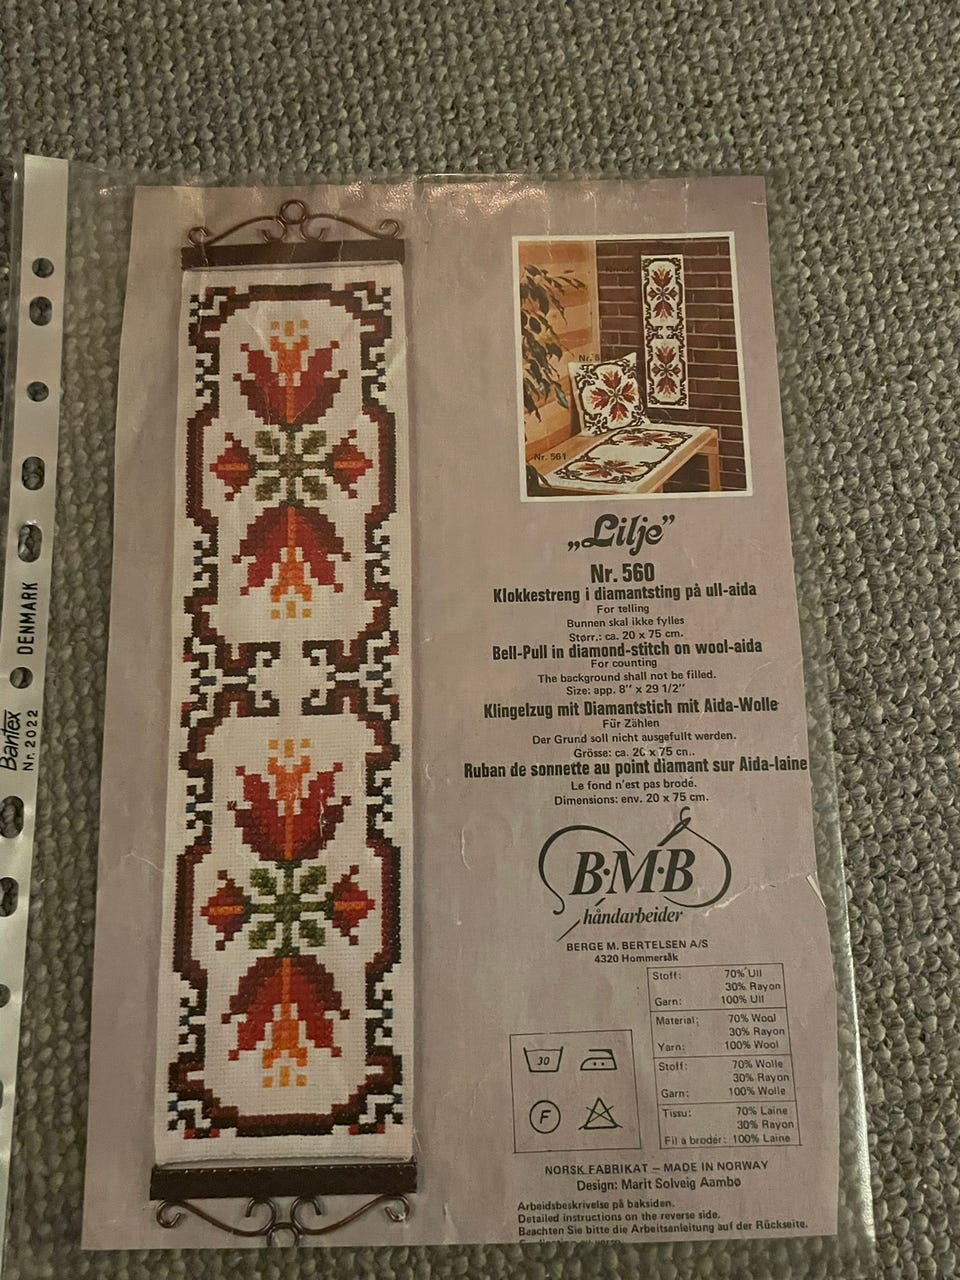 DENMARK
Bantex
Nr. 2022
Nr. 561
„Lilje”
Nr. 560
Klokkestreng i diamantsting på ull-aida
For telling
Bunnen skal ikke fylles
Størr.: ca. 20 x 75 cm.
Bell-Pull in diamond-stitch on wool-aida
For counting
The background shall not be filled.
Size: app. 8” x 29 1/2”
Klingelzug mit Diamantstich mit Aida-Wolle
Für Zählen
Der Grund soll nicht ausgefullt werden.
Grösse: ca. 20 x 75 cm..
Ruban de sonnette au point diamant sur Aida-laine
Le fond n'est pas brodé.
Dimensions: env. 20 x 75 cm.
B·M·B
håndarbeider
BERGE M. BERTELSEN A/S
4320 Hommersåk
Stoff: 70% Ull
30% Rayon
Garn: 100% Ull
Material: 70% Wool
30% Rayon
Yarn: 100% Wool
Stoff: 70% Wolle
30% Rayon
Garn: 100% Wolle
Tissu: 70% Laine
30% Rayon
Fil à broder: 100% Laine
30
F
NORSK FABRIKAT – MADE IN NORWAY
Design: Marit Solveig Aambø
Arbeidsbeskrivelse på baksiden.
Detailed instructions on the reverse side.
Beachten Sie bitte die Arbeitsanleitung auf der Rückseite.